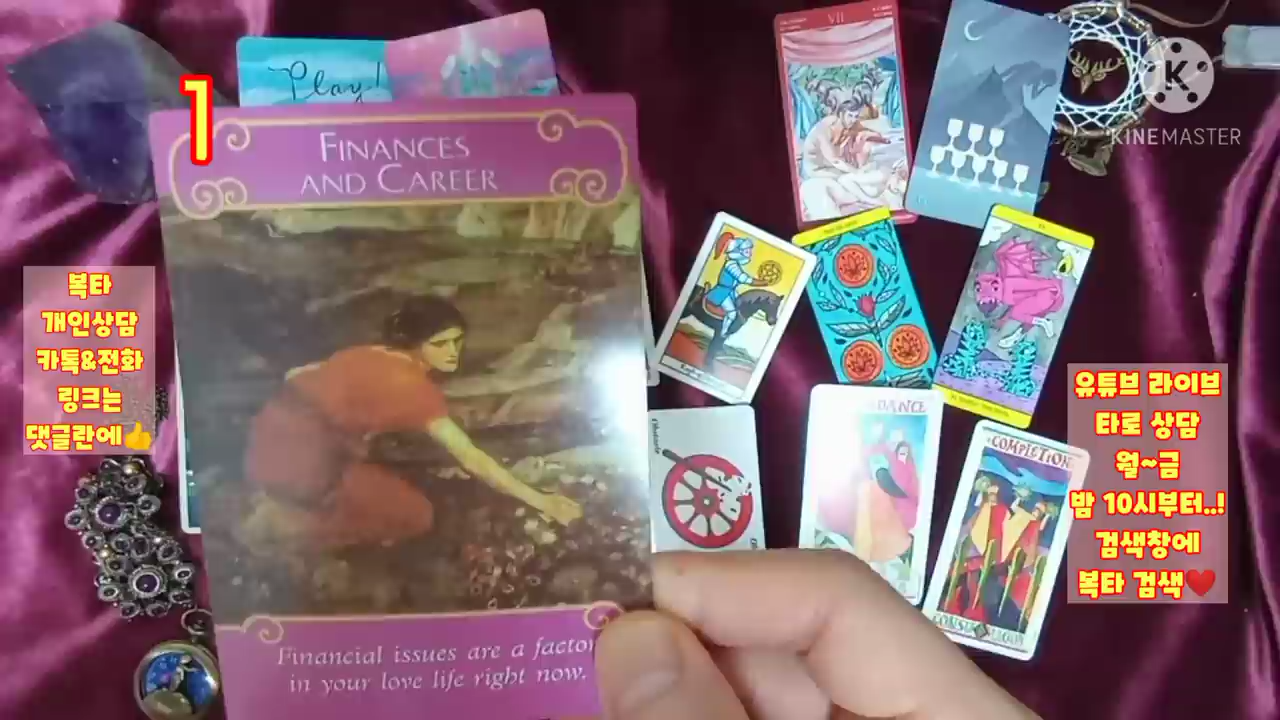 Play!
1
FINANCES
AND CAREER
VII
K
KINEMASTER
복타
개인상담
카톡&전화
링크는
댓글란에👍
유튜브 라이브
타로 상담
월~금
밤 10시부터..!
검색창에
복타 검색❤️
DANCE
COMPLETION
Financial issues are a factor
in your love life right now.